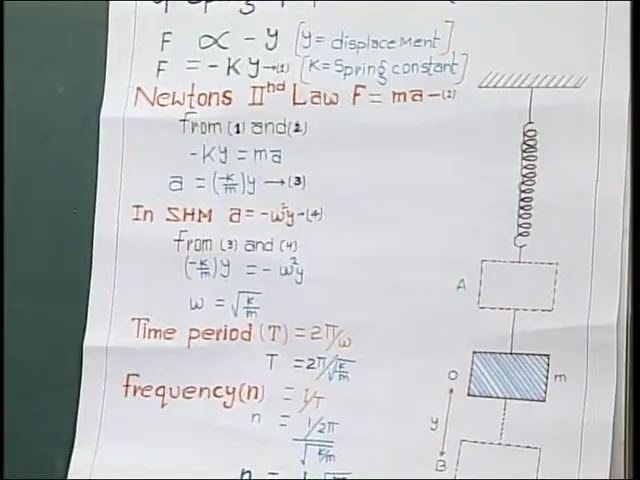 F ∝ - y [y = displacement]
F = - K y → (1) [K = Spring constant]
Newtons IInd Law F = ma - (2)
from (1) and (2)
-Ky = ma
a = (-K/m) y → (3)
In SHM a = -ω²y - (4)
from (3) and (4)
(-K/m) y = - ω²y
ω = √K/m
Time period (T) = 2π/ω
T = 2π/√K/m
frequency(n) = 1/T
n = 1/2π/√K/m
A
O
m
y
B